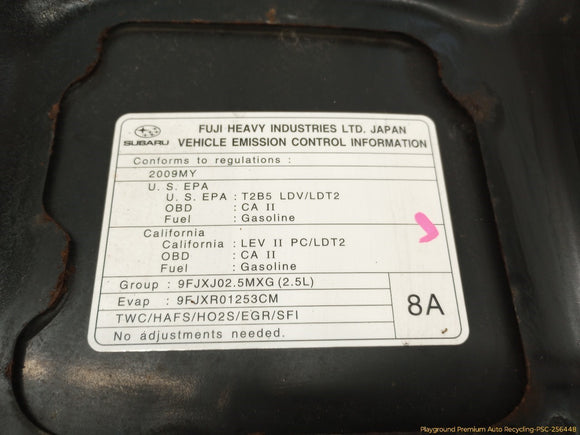 SUBARU
FUJI HEAVY INDUSTRIES LTD. JAPAN
VEHICLE EMISSION CONTROL INFORMATION
Conforms to regulations :
2009MY
U. S. EPA
U. S. EPA : T2B5 LDV/LDT2
OBD : CA II
Fuel : Gasoline
California
California : LEV II PC/LDT2
OBD : CA II
Fuel : Gasoline
Group : 9FJXJ02.5MXG (2.5L)
Evap : 9FJXR01253CM
TWC/HAFS/HO2S/EGR/SFI
No adjustments needed.
8A
Playground Premium Auto Recycling-PSC-256448